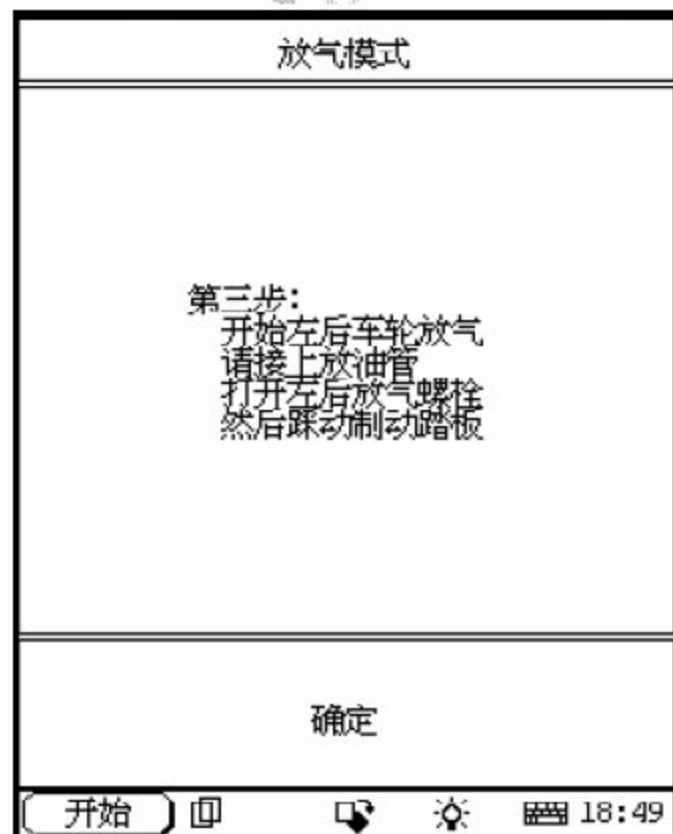 放气模式
第三步：
开始左后车轮放气
请接上放油管
打开左后放气螺栓
然后踩动制动踏板
确定
开始 18:49